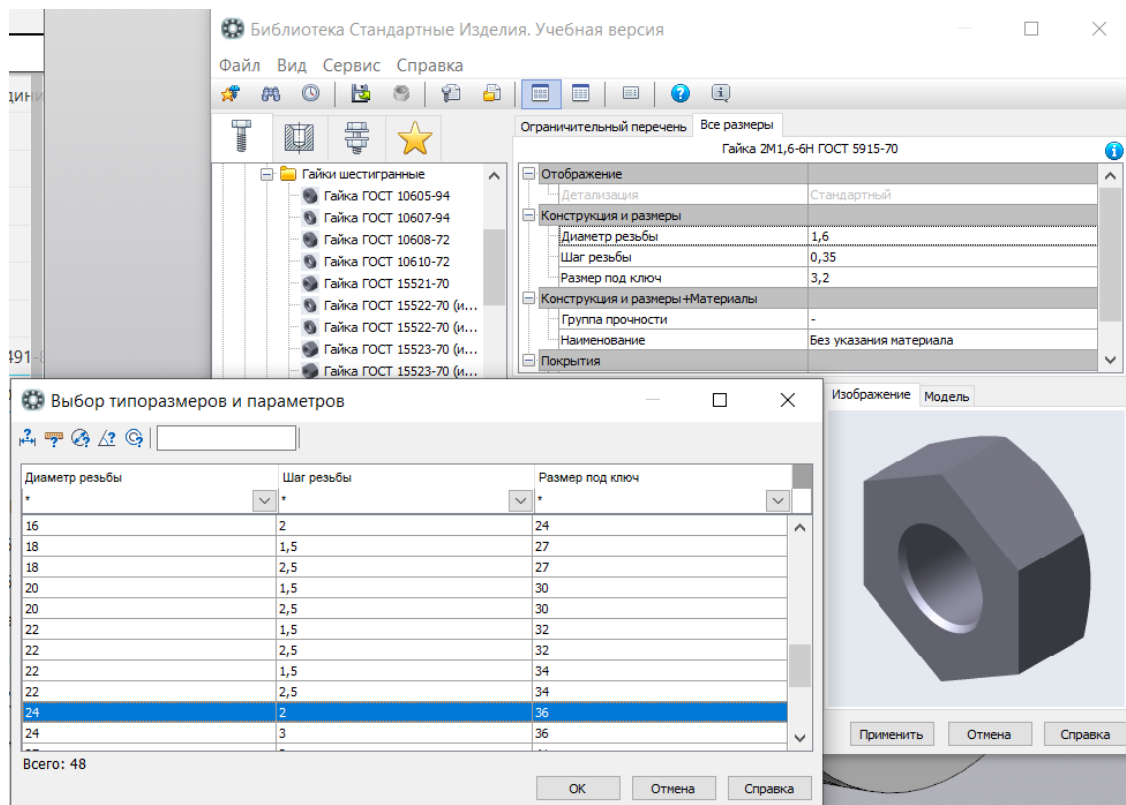 Библиотека Стандартные Изделия. Учебная версия
Файл Вид Сервис Справка
Ограничительный перечень Все размеры
Гайка 2M1,6-6H ГОСТ 5915-70
Гайки шестигранные
Гайка ГОСТ 10605-94
Гайка ГОСТ 10607-94
Гайка ГОСТ 10608-72
Гайка ГОСТ 10610-72
Гайка ГОСТ 15521-70
Гайка ГОСТ 15522-70 (и...
Гайка ГОСТ 15522-70 (и...
Гайка ГОСТ 15523-70 (и...
Гайка ГОСТ 15523-70 (и...
Отображение
Детализация Стандартный
Конструкция и размеры
Диаметр резьбы 1,6
Шаг резьбы 0,35
Размер под ключ 3,2
Конструкция и размеры+Материалы
Группа прочности -
Наименование Без указания материала
Покрытия
Изображение Модель
Применить Отмена Справка
Выбор типоразмеров и параметров
Диаметр резьбы Шаг резьбы Размер под ключ
* * *
16 2 24
18 1,5 27
18 2,5 27
20 1,5 30
20 2,5 30
22 1,5 32
22 2,5 32
22 1,5 34
22 2,5 34
24 2 36
24 3 36
Всего: 48
OK Отмена Справка